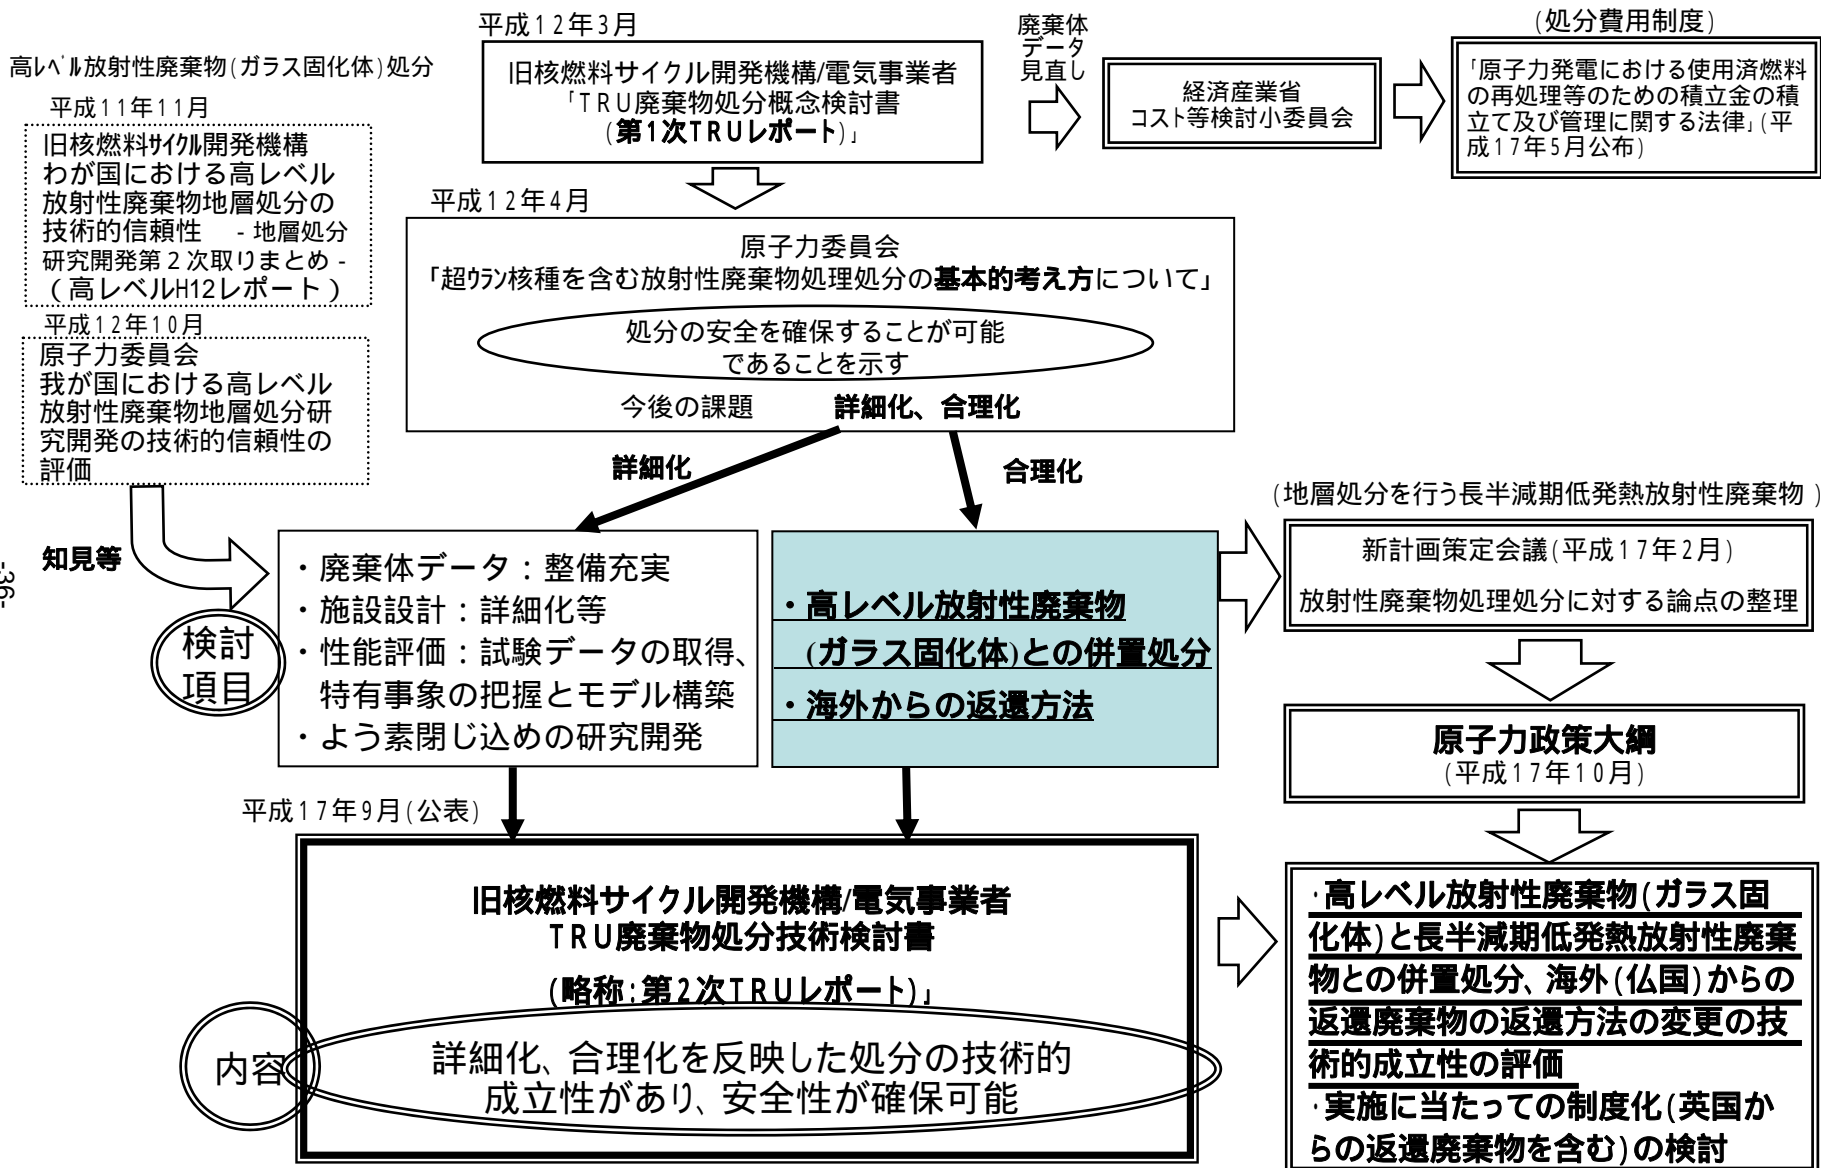 高レベル放射性廃棄物(ガラス固化体)処分
平成11年11月
旧核燃料サイクル開発機構
わが国における高レベル
放射性廃棄物地層処分の
技術的信頼性　- 地層処分
研究開発第２次取りまとめ -
（高レベルH12レポート）
平成12年10月
原子力委員会
我が国における高レベル
放射性廃棄物地層処分研
究開発の技術的信頼性の
評価
知見等
-36-
平成12年3月
旧核燃料サイクル開発機構/電気事業者
「TRU廃棄物処分概念検討書
(第1次TRUレポート)」
廃棄体
データ
見直し
経済産業省
コスト等検討小委員会
(処分費用制度)
「原子力発電における使用済燃料
の再処理等のための積立金の積
立て及び管理に関する法律」(平
成17年5月公布)
平成12年4月
原子力委員会
「超ウラン核種を含む放射性廃棄物処理処分の基本的考え方について」
処分の安全を確保することが可能
であることを示す
今後の課題　詳細化、合理化
詳細化
合理化
検討
項目
・廃棄体データ：整備充実
・施設設計：詳細化等
・性能評価：試験データの取得、
特有事象の把握とモデル構築
・よう素閉じ込めの研究開発
・高レベル放射性廃棄物
(ガラス固化体)との併置処分
・海外からの返還方法
(地層処分を行う長半減期低発熱放射性廃棄物)
新計画策定会議(平成17年2月)
放射性廃棄物処理処分に対する論点の整理
原子力政策大綱
(平成17年10月)
平成17年9月(公表)
旧核燃料サイクル開発機構/電気事業者
TRU廃棄物処分技術検討書
(略称:第2次TRUレポート)」
内容
詳細化、合理化を反映した処分の技術的
成立性があり、安全性が確保可能
・高レベル放射性廃棄物(ガラス固
化体)と長半減期低発熱放射性廃棄
物との併置処分、海外(仏国)からの
返還廃棄物の返還方法の変更の技
術的成立性の評価
・実施に当たっての制度化(英国か
らの返還廃棄物を含む)の検討